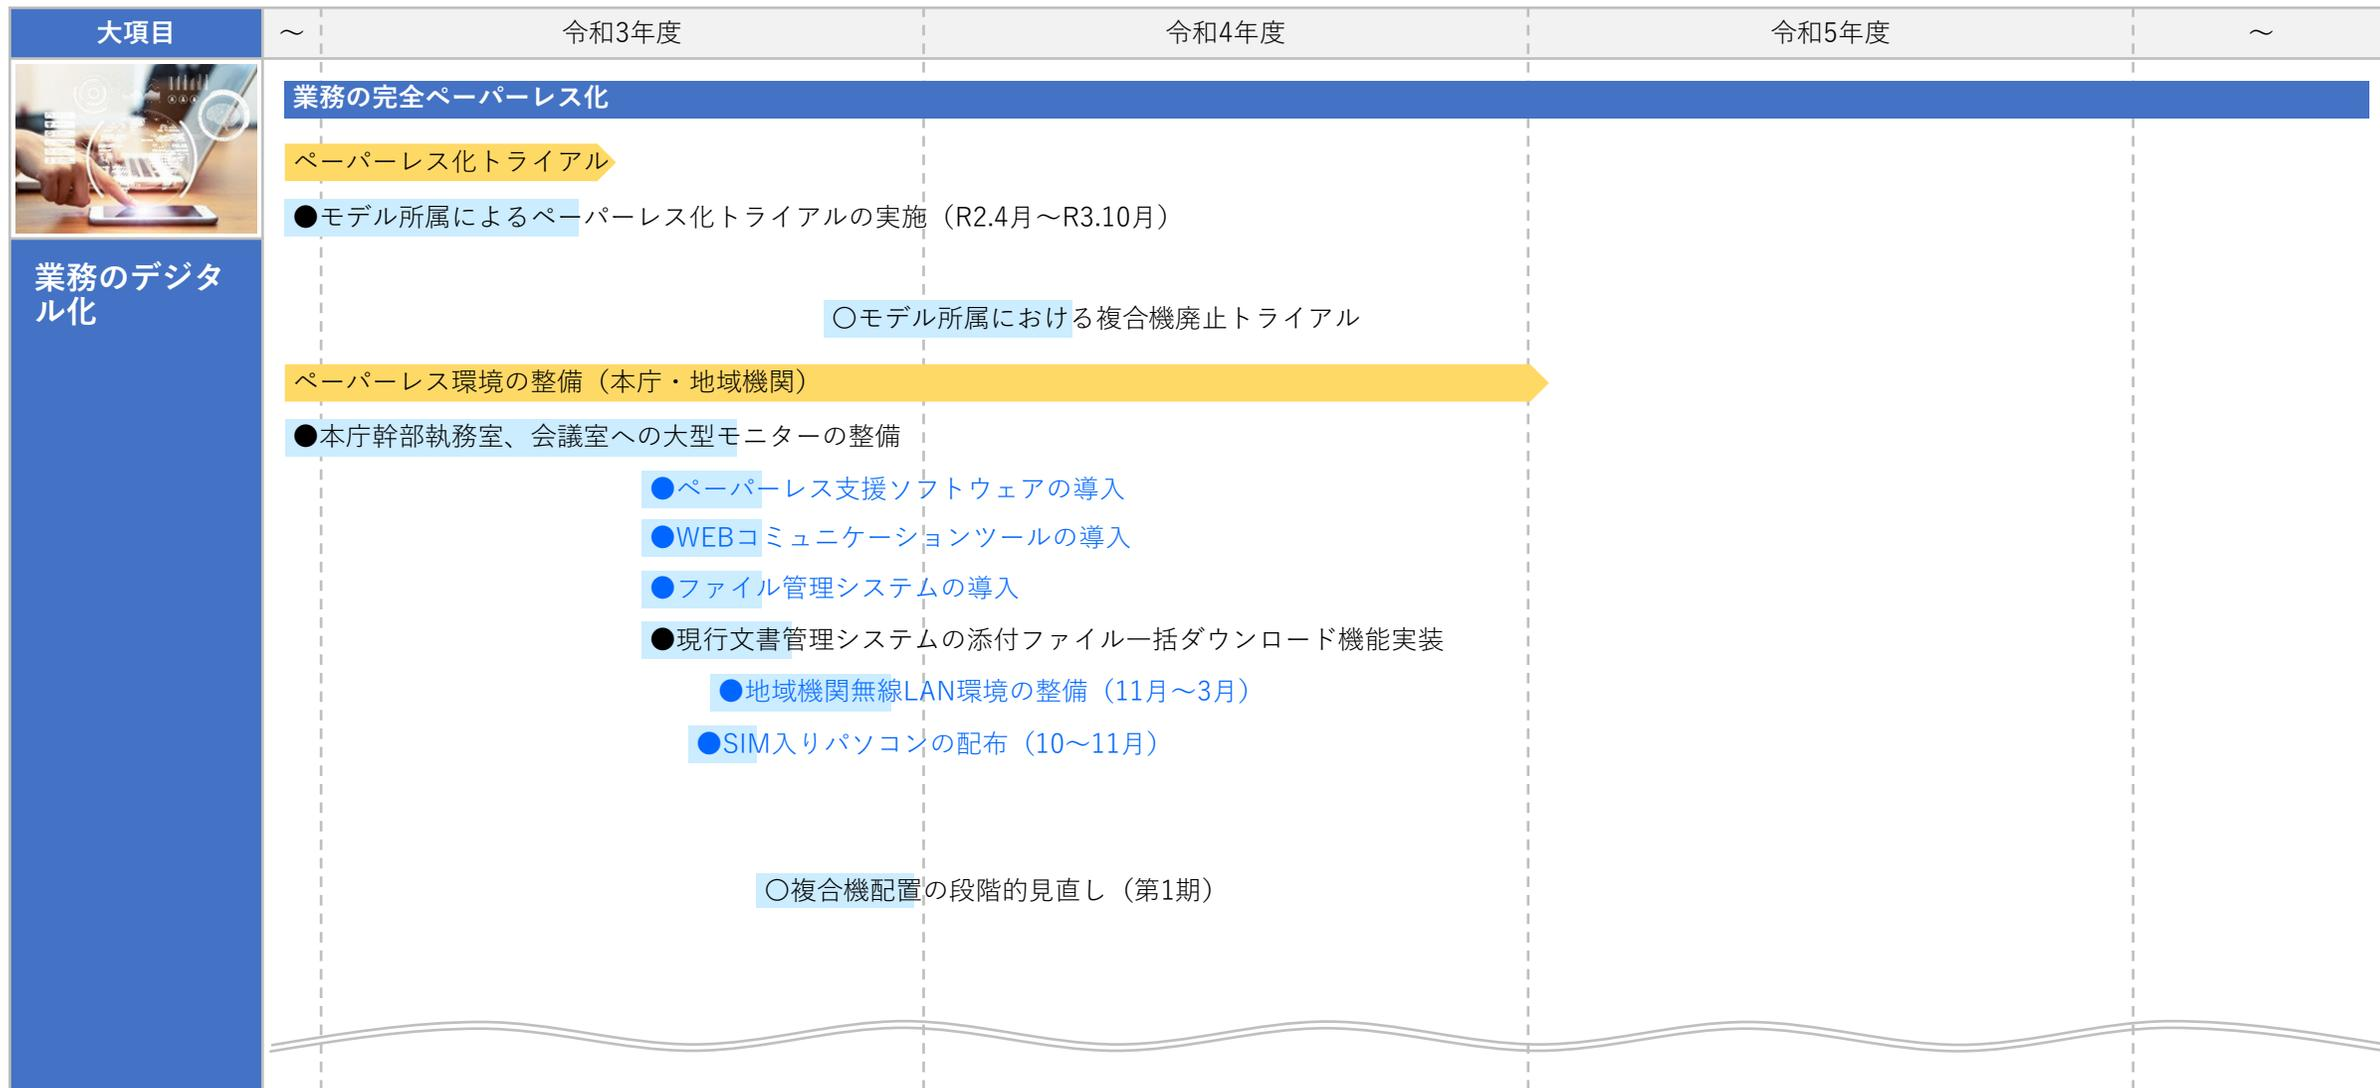 大項目
～
令和3年度
令和4年度
令和5年度
～
業務のデジタ
ル化
業務の完全ペーパーレス化
ペーパーレス化トライアル
●モデル所属によるペーパーレス化トライアルの実施（R2.4月～R3.10月）
○モデル所属における複合機廃止トライアル
ペーパーレス環境の整備（本庁・地域機関）
●本庁幹部執務室、会議室への大型モニターの整備
●ペーパーレス支援ソフトウェアの導入
●WEBコミュニケーションツールの導入
●ファイル管理システムの導入
●現行文書管理システムの添付ファイル一括ダウンロード機能実装
●地域機関無線LAN環境の整備（11月～3月）
●SIM入りパソコンの配布（10～11月）
○複合機配置の段階的見直し（第1期）